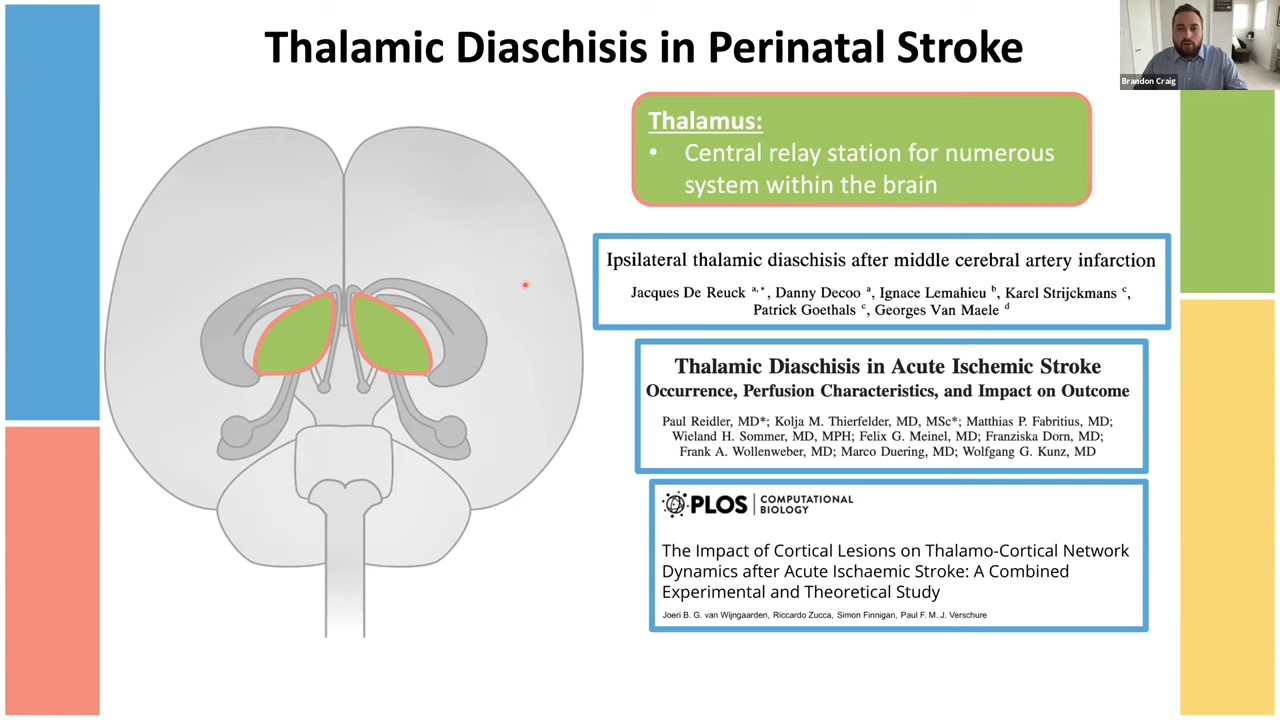 Thalamic Diaschisis in Perinatal Stroke
Brandon Craig
Thalamus:
• Central relay station for numerous
system within the brain
Ipsilateral thalamic diaschisis after middle cerebral artery infarction
Jacques De Reuck a,*, Danny Decoo a, Ignace Lemahieu b, Karel Strijckmans c,
Patrick Goethals c, Georges Van Maele d
Thalamic Diaschisis in Acute Ischemic Stroke
Occurrence, Perfusion Characteristics, and Impact on Outcome
Paul Reidler, MD*; Kolja M. Thierfelder, MD, MSc*; Matthias P. Fabritius, MD;
Wieland H. Sommer, MD, MPH; Felix G. Meinel, MD; Franziska Dorn, MD;
Frank A. Wollenweber, MD; Marco Duering, MD; Wolfgang G. Kunz, MD
PLOS | COMPUTATIONAL
BIOLOGY
The Impact of Cortical Lesions on Thalamo-Cortical Network
Dynamics after Acute Ischaemic Stroke: A Combined
Experimental and Theoretical Study
Joeri B. G. van Wijngaarden, Riccardo Zucca, Simon Finnigan, Paul F. M. J. Verschure